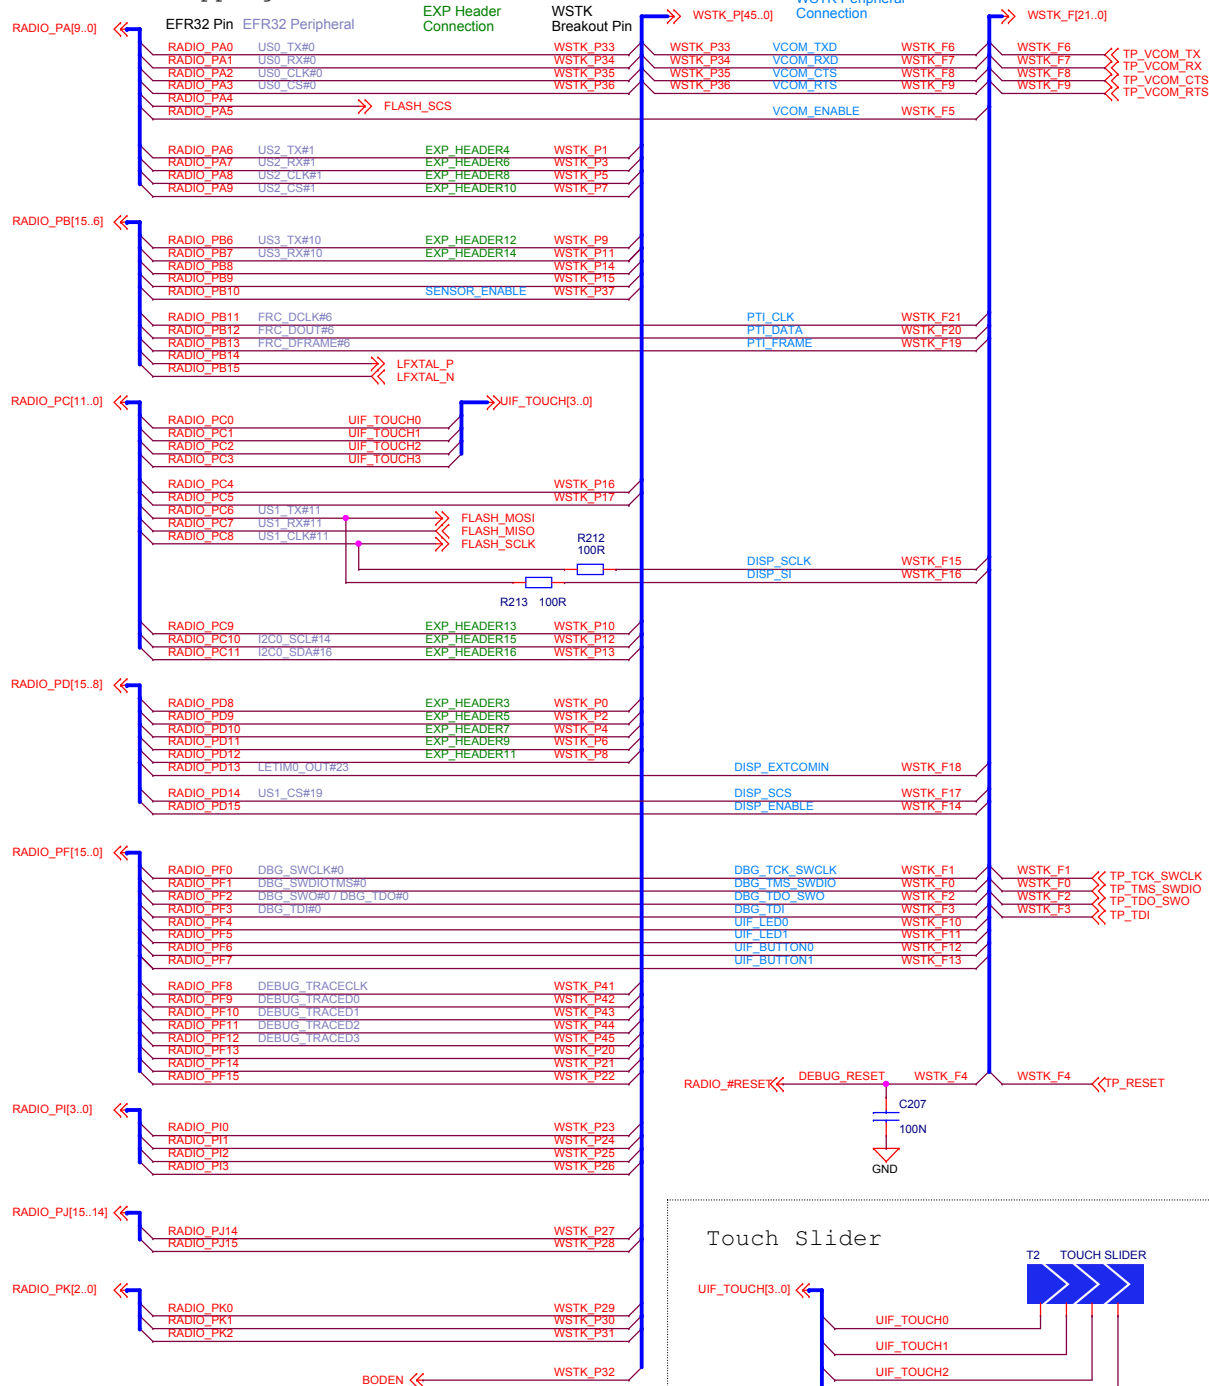 EXP Header WSTK
EFR32 Pin EFR32 Peripheral Connection Breakout Pin WSTK_P[45..0] Connection WSTK_F[21..0]
RADIO_PA[9..0]
RADIO_PA0 US0_TX#0 WSTK_P33 WSTK_P33 VCOM_TXD WSTK_F6 WSTK_F6 TP_VCOM_TX
RADIO_PA1 US0_RX#0 WSTK_P34 WSTK_P34 VCOM_RXD WSTK_F7 WSTK_F7 TP_VCOM_RX
RADIO_PA2 US0_CLK#0 WSTK_P35 WSTK_P35 VCOM_CTS WSTK_F8 WSTK_F8 TP_VCOM_CTS
RADIO_PA3 US0_CS#0 WSTK_P36 WSTK_P36 VCOM_RTS WSTK_F9 WSTK_F9 TP_VCOM_RTS
RADIO_PA4 FLASH_SCS
RADIO_PA5 VCOM_ENABLE WSTK_F5
RADIO_PA6 US2_TX#1 EXP_HEADER4 WSTK_P1
RADIO_PA7 US2_RX#1 EXP_HEADER6 WSTK_P3
RADIO_PA8 US2_CLK#1 EXP_HEADER8 WSTK_P5
RADIO_PA9 US2_CS#1 EXP_HEADER10 WSTK_P7
RADIO_PB[15..6]
RADIO_PB6 US3_TX#10 EXP_HEADER12 WSTK_P9
RADIO_PB7 US3_RX#10 EXP_HEADER14 WSTK_P11
RADIO_PB8 WSTK_P14
RADIO_PB9 WSTK_P15
RADIO_PB10 SENSOR_ENABLE WSTK_P37
RADIO_PB11 FRC_DCLK#6 PTI_CLK WSTK_F21
RADIO_PB12 FRC_DOUT#6 PTI_DATA WSTK_F20
RADIO_PB13 FRC_DFRAME#6 PTI_FRAME WSTK_F19
RADIO_PB14 LFXTAL_P
RADIO_PB15 LFXTAL_N
RADIO_PC[11..0] UIF_TOUCH[3..0]
RADIO_PC0 UIF_TOUCH0
RADIO_PC1 UIF_TOUCH1
RADIO_PC2 UIF_TOUCH2
RADIO_PC3 UIF_TOUCH3
RADIO_PC4 WSTK_P16
RADIO_PC5 WSTK_P17
RADIO_PC6 US1_TX#11 FLASH_MOSI
RADIO_PC7 US1_RX#11 FLASH_MISO
RADIO_PC8 US1_CLK#11 FLASH_SCLK
R212
100R
DISP_SCLK WSTK_F15
DISP_SI WSTK_F16
R213 100R
RADIO_PC9 EXP_HEADER13 WSTK_P10
RADIO_PC10 I2C0_SCL#14 EXP_HEADER15 WSTK_P12
RADIO_PC11 I2C0_SDA#16 EXP_HEADER16 WSTK_P13
RADIO_PD[15..8]
RADIO_PD8 EXP_HEADER3 WSTK_P0
RADIO_PD9 EXP_HEADER5 WSTK_P2
RADIO_PD10 EXP_HEADER7 WSTK_P4
RADIO_PD11 EXP_HEADER9 WSTK_P6
RADIO_PD12 EXP_HEADER11 WSTK_P8
RADIO_PD13 LETIM0_OUT#23 DISP_EXTCOMIN WSTK_F18
RADIO_PD14 US1_CS#19 DISP_SCS WSTK_F17
RADIO_PD15 DISP_ENABLE WSTK_F14
RADIO_PF[15..0]
RADIO_PF0 DBG_SWCLK#0 DBG_TCK_SWCLK WSTK_F1 WSTK_F1 TP_TCK_SWCLK
RADIO_PF1 DBG_SWDIOTMS#0 DBG_TMS_SWDIO WSTK_F0 WSTK_F0 TP_TMS_SWDIO
RADIO_PF2 DBG_SWO#0 / DBG_TDO#0 DBG_TDO_SWO WSTK_F2 WSTK_F2 TP_TDO_SWO
RADIO_PF3 DBG_TDI#0 DBG_TDI WSTK_F3 WSTK_F3 TP_TDI
RADIO_PF4 UIF_LED0 WSTK_F10
RADIO_PF5 UIF_LED1 WSTK_F11
RADIO_PF6 UIF_BUTTON0 WSTK_F12
RADIO_PF7 UIF_BUTTON1 WSTK_F13
RADIO_PF8 DEBUG_TRACECLK WSTK_P41
RADIO_PF9 DEBUG_TRACED0 WSTK_P42
RADIO_PF10 DEBUG_TRACED1 WSTK_P43
RADIO_PF11 DEBUG_TRACED2 WSTK_P44
RADIO_PF12 DEBUG_TRACED3 WSTK_P45
RADIO_PF13 WSTK_P20
RADIO_PF14 WSTK_P21
RADIO_PF15 WSTK_P22
RADIO_#RESET DEBUG_RESET WSTK_F4 WSTK_F4 TP_RESET
C207
100N
GND
RADIO_PI[3..0]
RADIO_PI0 WSTK_P23
RADIO_PI1 WSTK_P24
RADIO_PI2 WSTK_P25
RADIO_PI3 WSTK_P26
RADIO_PJ[15..14]
RADIO_PJ14 WSTK_P27
RADIO_PJ15 WSTK_P28
RADIO_PK[2..0]
RADIO_PK0 WSTK_P29
RADIO_PK1 WSTK_P30
RADIO_PK2 WSTK_P31
BODEN WSTK_P32
Touch Slider
T2 TOUCH SLIDER
UIF_TOUCH[3..0]
UIF_TOUCH0
UIF_TOUCH1
UIF_TOUCH2